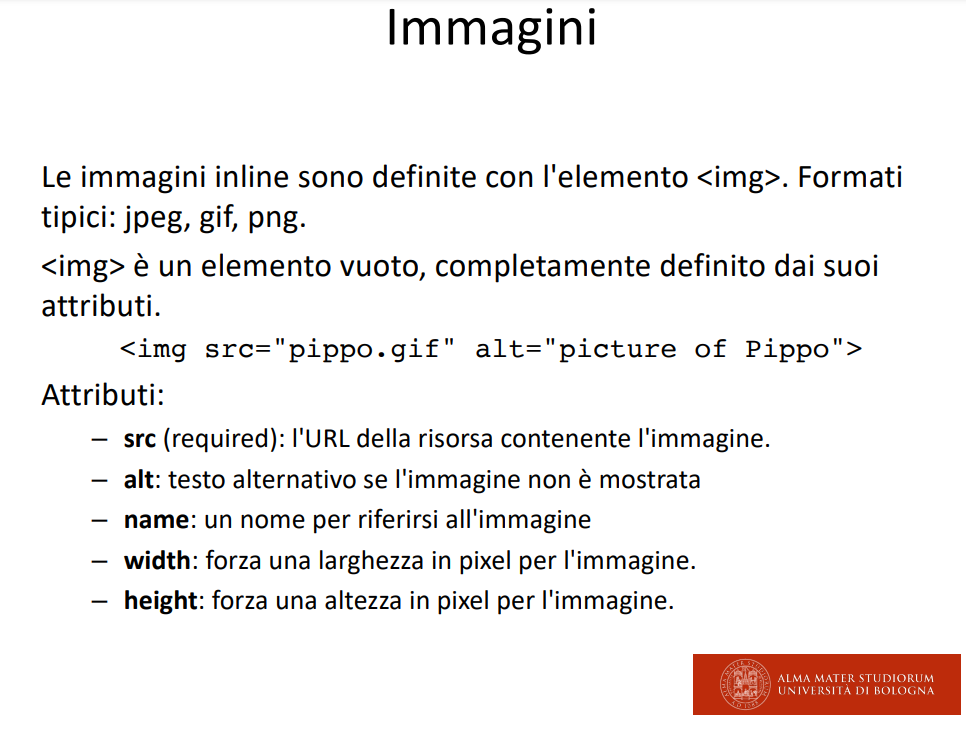 Immagini
Le immagini inline sono definite con l'elemento <img>. Formati
tipici: jpeg, gif, png.
<img> è un elemento vuoto, completamente definito dai suoi
attributi.
<img src="pippo.gif" alt="picture of Pippo">
Attributi:
– src (required): l'URL della risorsa contenente l'immagine.
– alt: testo alternativo se l'immagine non è mostrata
– name: un nome per riferirsi all'immagine
– width: forza una larghezza in pixel per l'immagine.
– height: forza una altezza in pixel per l'immagine.
ALMA MATER STUDIORUM
UNIVERSITÀ DI BOLOGNA